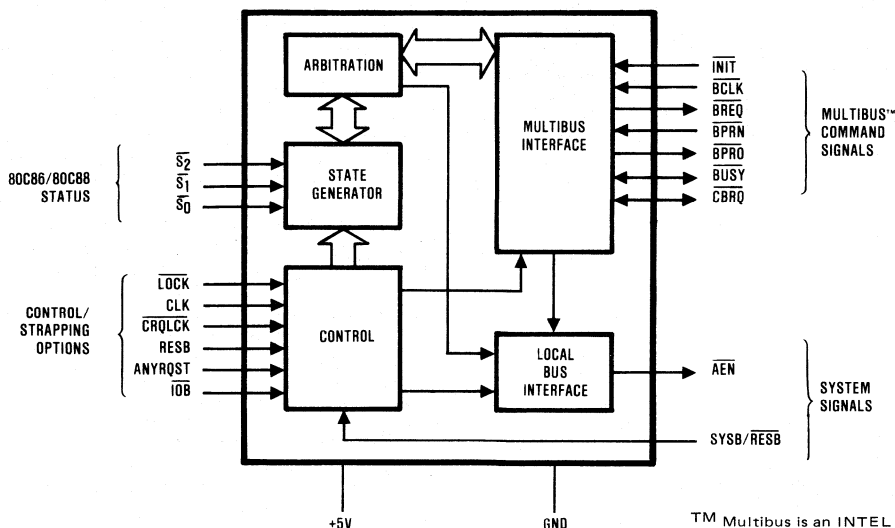 ARBITRATION
STATE
GENERATOR
CONTROL
MULTIBUS
INTERFACE
LOCAL
BUS
INTERFACE
80C86/80C88
STATUS
S2
S1
S0
CONTROL/
STRAPPING
OPTIONS
LOCK
CLK
CRQLCK
RESB
ANYRQST
IOB
INIT
BCLK
BREQ
BPRN
BPRO
BUSY
CBRQ
MULTIBUS™
COMMAND
SIGNALS
AEN
SYSB/RESB
SYSTEM
SIGNALS
+5V
GND
TM Multibus is an INTEL